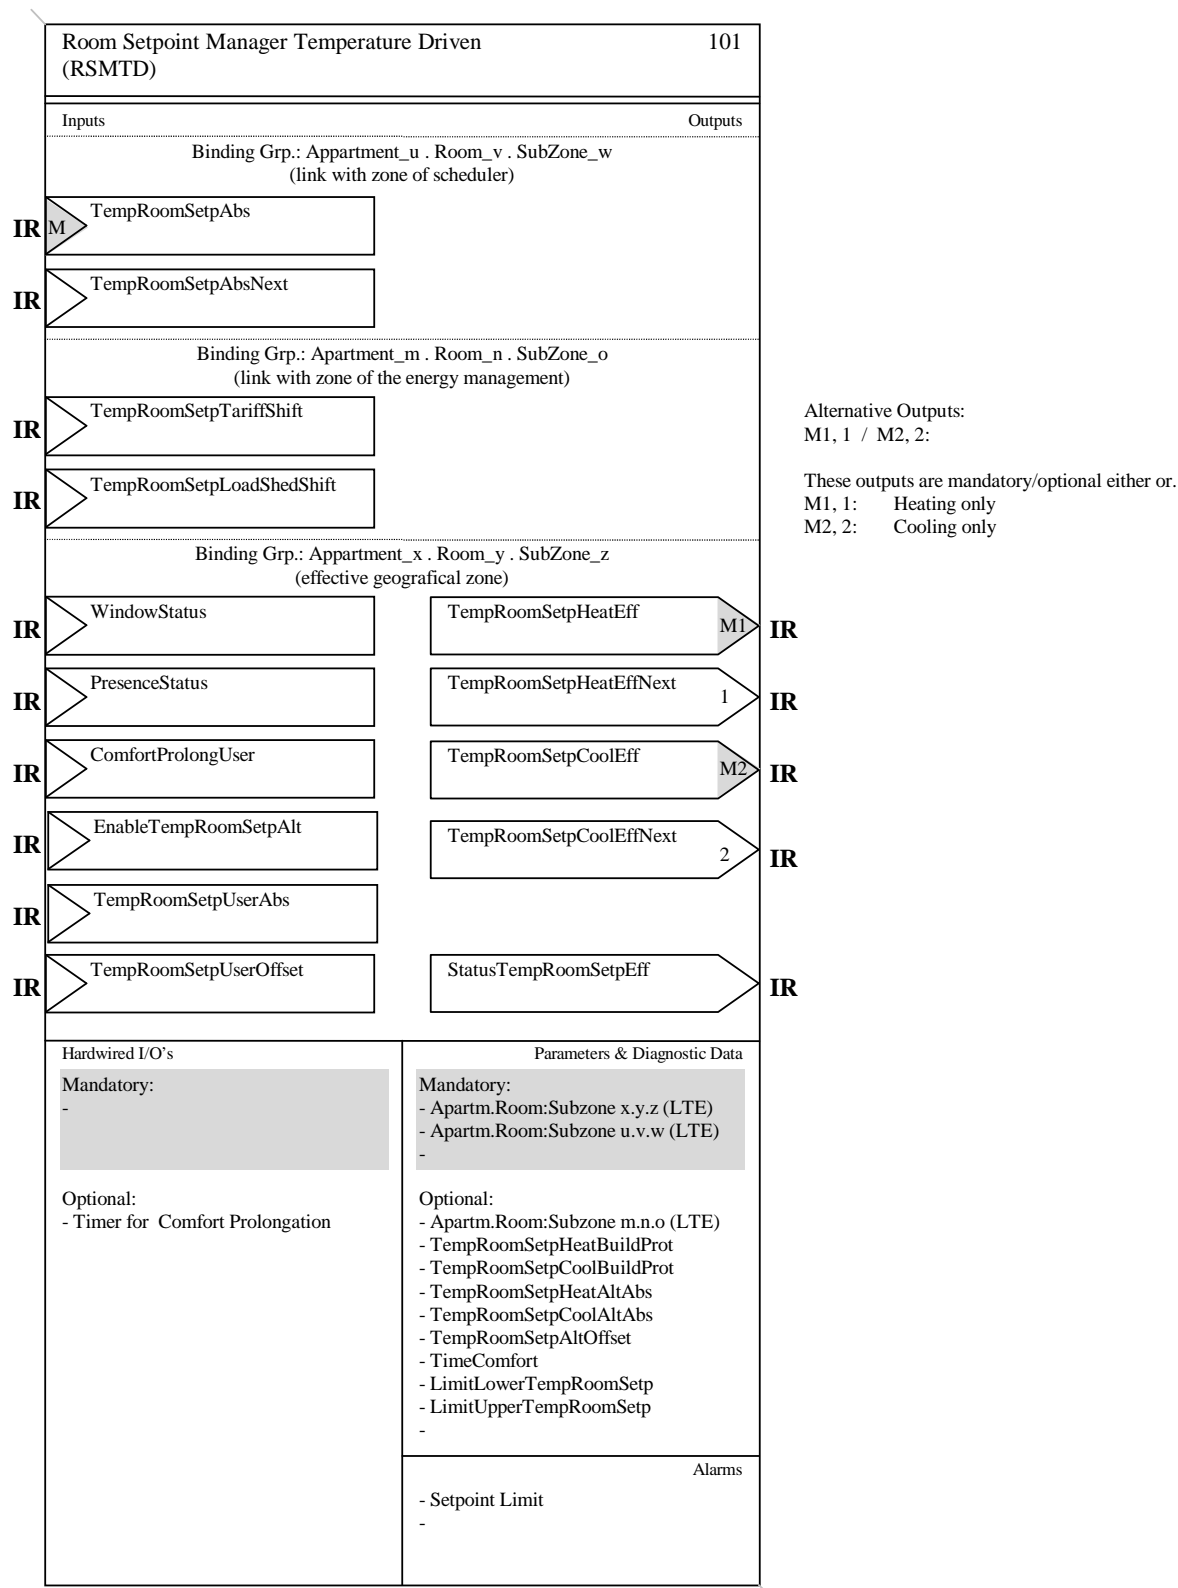 Room Setpoint Manager Temperature Driven 101
(RSMTD)
Inputs Outputs
Binding Grp.: Appartment_u . Room_v . SubZone_w
(link with zone of scheduler)
TempRoomSetpAbs
IR M
TempRoomSetpAbsNext
IR
Binding Grp.: Apartment_m . Room_n . SubZone_o
(link with zone of the energy management)
TempRoomSetpTariffShift
IR
TempRoomSetpLoadShedShift
IR
Alternative Outputs:
M1, 1 / M2, 2:
These outputs are mandatory/optional either or.
M1, 1: Heating only
M2, 2: Cooling only
Binding Grp.: Appartment_x . Room_y . SubZone_z
(effective geografical zone)
WindowStatus TempRoomSetpHeatEff
IR M1 IR
PresenceStatus TempRoomSetpHeatEffNext
IR 1 IR
ComfortProlongUser TempRoomSetpCoolEff
IR M2 IR
EnableTempRoomSetpAlt TempRoomSetpCoolEffNext
IR 2 IR
TempRoomSetpUserAbs
IR
TempRoomSetpUserOffset StatusTempRoomSetpEff
IR IR
Hardwired I/O’s
Mandatory:
-
Optional:
- Timer for Comfort Prolongation
Parameters & Diagnostic Data
Mandatory:
- Apartm.Room:Subzone x.y.z (LTE)
- Apartm.Room:Subzone u.v.w (LTE)
-
Optional:
- Apartm.Room:Subzone m.n.o (LTE)
- TempRoomSetpHeatBuildProt
- TempRoomSetpCoolBuildProt
- TempRoomSetpHeatAltAbs
- TempRoomSetpCoolAltAbs
- TempRoomSetpAltOffset
- TimeComfort
- LimitLowerTempRoomSetp
- LimitUpperTempRoomSetp
-
Alarms
- Setpoint Limit
-